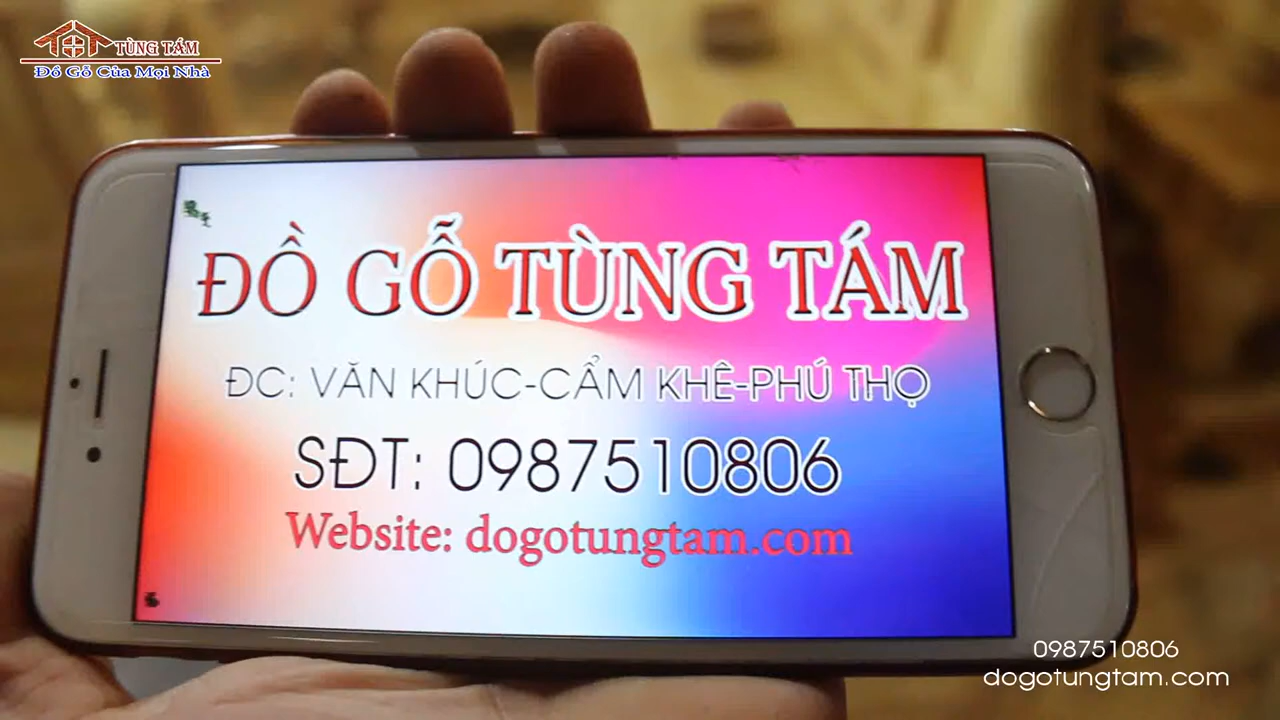 TÙNG TÁM
Đồ Gỗ Của Mọi Nhà
ĐỒ GỖ TÙNG TÁM
ĐC: VĂN KHÚC-CẨM KHÊ-PHÚ THỌ
SĐT: 0987510806
Website: dogotungtam.com
0987510806
dogotungtam.com